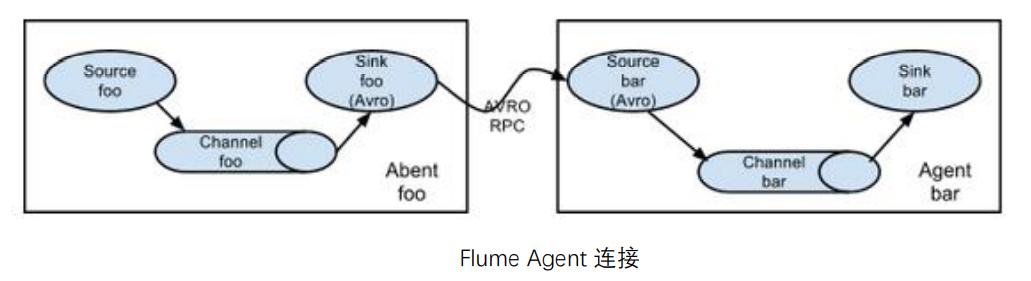 Source
foo
Sink
foo
(Avro)
Channel
foo
Abent
foo
AVRO
RPC
Source
bar
(Avro)
Sink
bar
Channel
bar
Agent
bar
Flume Agent 连接